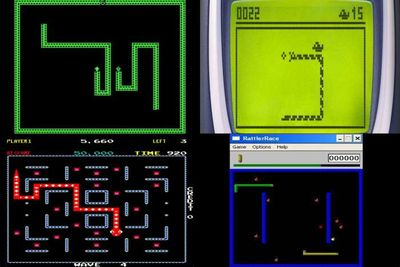 0022 15
PLAYER1 5,660 LEFT 3
50,000 TIME 920
WAVE 4
RattlerRace
Game Options Help
000000